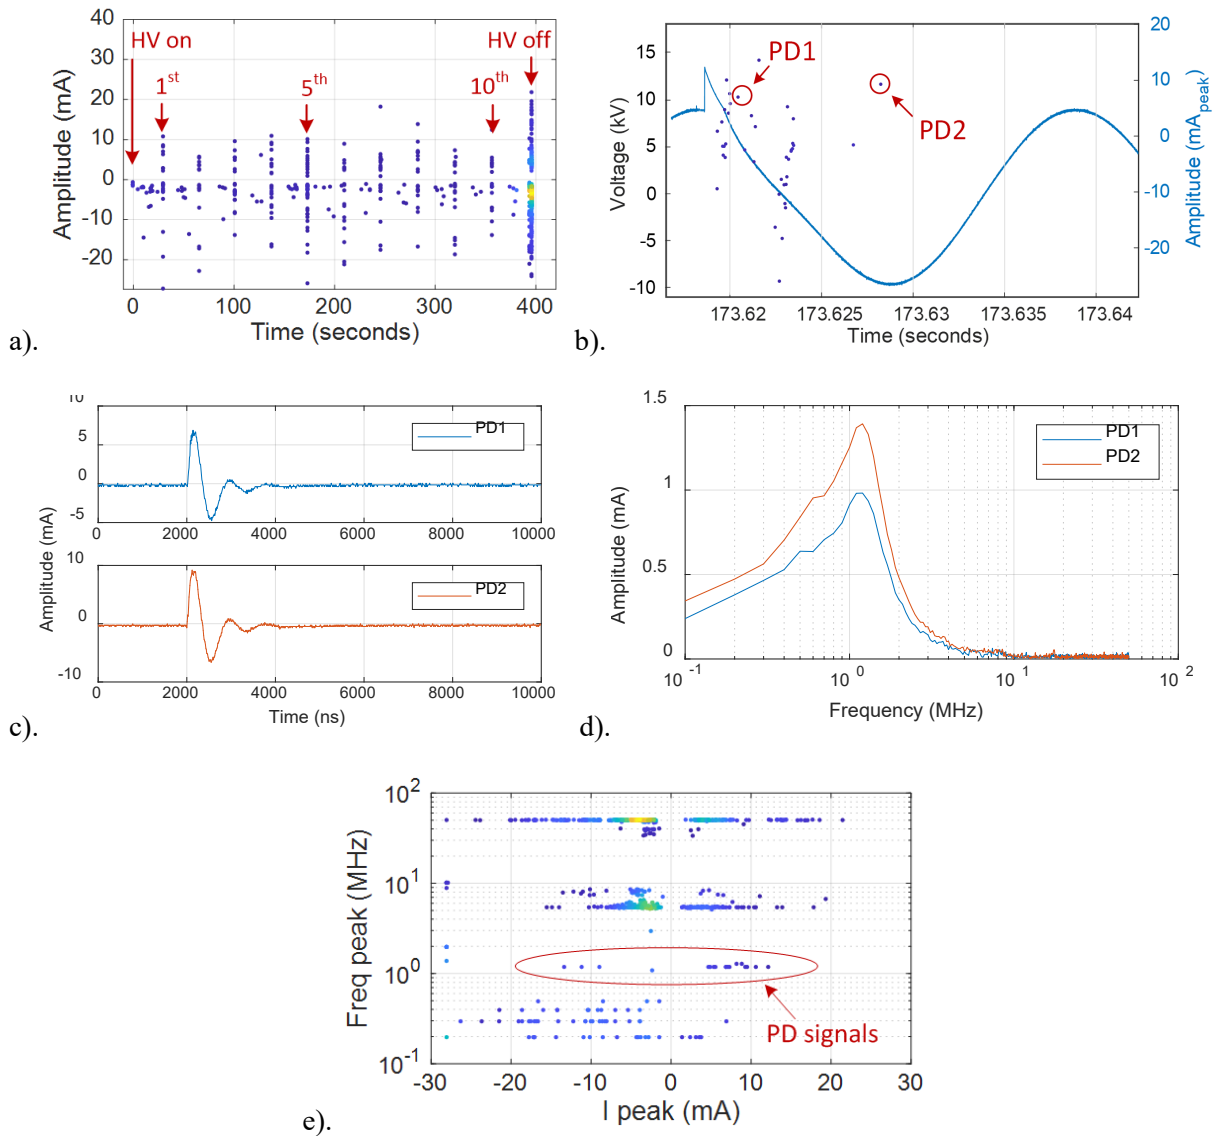 40
30
20
10
0
-10
-20
Amplitude (mA)
HV on
1st
5th
10th
HV off
0
100
200
300
400
Time (seconds)
a).
15
10
5
0
-5
-10
Voltage (kV)
PD1
PD2
20
10
0
-10
-20
Amplitude (mApeak)
173.62
173.625
173.63
173.635
173.64
Time (seconds)
b).
10
5
0
-5
PD1
0
2000
4000
6000
8000
10000
Amplitude (mA)
10
0
-10
PD2
0
2000
4000
6000
8000
10000
Time (ns)
c).
1.5
1
0.5
0
Amplitude (mA)
PD1
PD2
10-1
100
101
102
Frequency (MHz)
d).
102
101
100
10-1
Freq peak (MHz)
PD signals
-30
-20
-10
0
10
20
30
I peak (mA)
e).